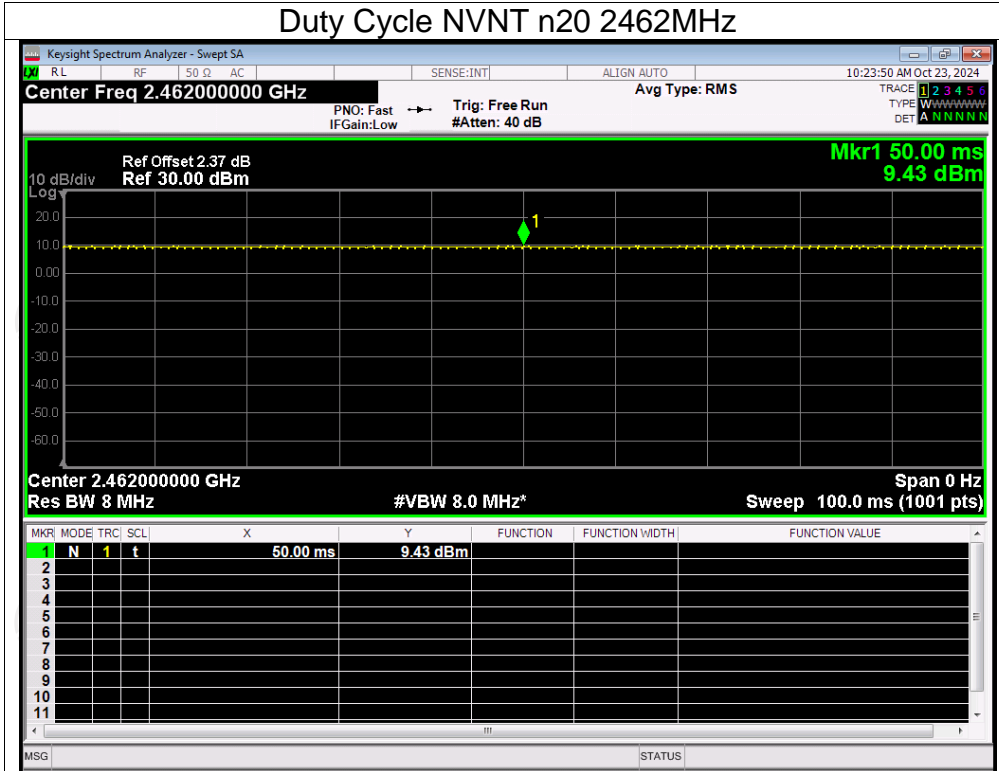 Duty Cycle NVNT n20 2462MHz
Keysight Spectrum Analyzer - Swept SA
LXI RL RF 50 Ω AC SENSE:INT ALIGN AUTO 10:23:50 AM Oct 23, 2024
Center Freq 2.462000000 GHz Avg Type: RMS TRACE 1 2 3 4 5 6
PNO: Fast Trig: Free Run TYPE WWWWWW
IFGain:Low #Atten: 40 dB DET A N N N N N
Mkr1 50.00 ms
9.43 dBm
Ref Offset 2.37 dB
10 dB/div Ref 30.00 dBm
Log
1
20.0
10.0
0.00
-10.0
-20.0
-30.0
-40.0
-50.0
-60.0
Center 2.462000000 GHz Span 0 Hz
Res BW 8 MHz #VBW 8.0 MHz* Sweep 100.0 ms (1001 pts)
MKR MODE TRC SCL X Y FUNCTION FUNCTION WIDTH FUNCTION VALUE
1 N 1 t 50.00 ms 9.43 dBm
2
3
4
5
6
7
8
9
10
11
MSG STATUS